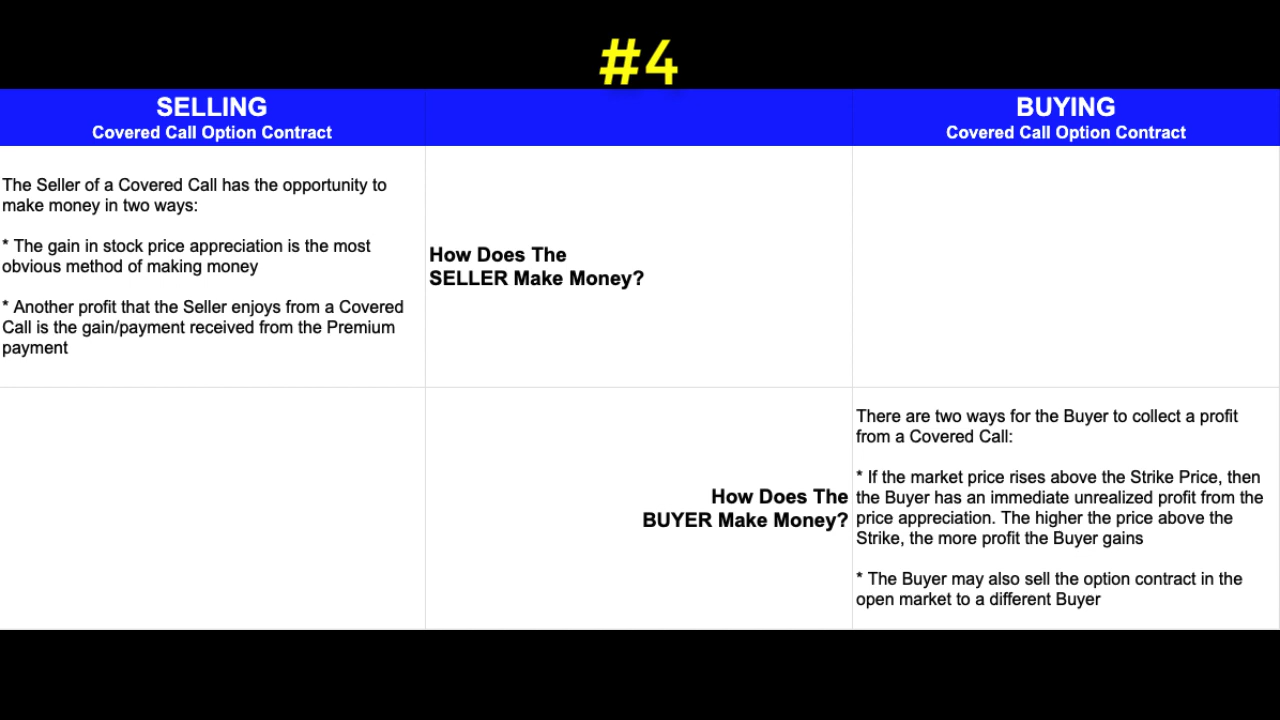 #4
SELLING
Covered Call Option Contract
BUYING
Covered Call Option Contract
The Seller of a Covered Call has the opportunity to
make money in two ways:
* The gain in stock price appreciation is the most
obvious method of making money
* Another profit that the Seller enjoys from a Covered
Call is the gain/payment received from the Premium
payment
How Does The
SELLER Make Money?
How Does The
BUYER Make Money?
There are two ways for the Buyer to collect a profit
from a Covered Call:
* If the market price rises above the Strike Price, then
the Buyer has an immediate unrealized profit from the
price appreciation. The higher the price above the
Strike, the more profit the Buyer gains
* The Buyer may also sell the option contract in the
open market to a different Buyer